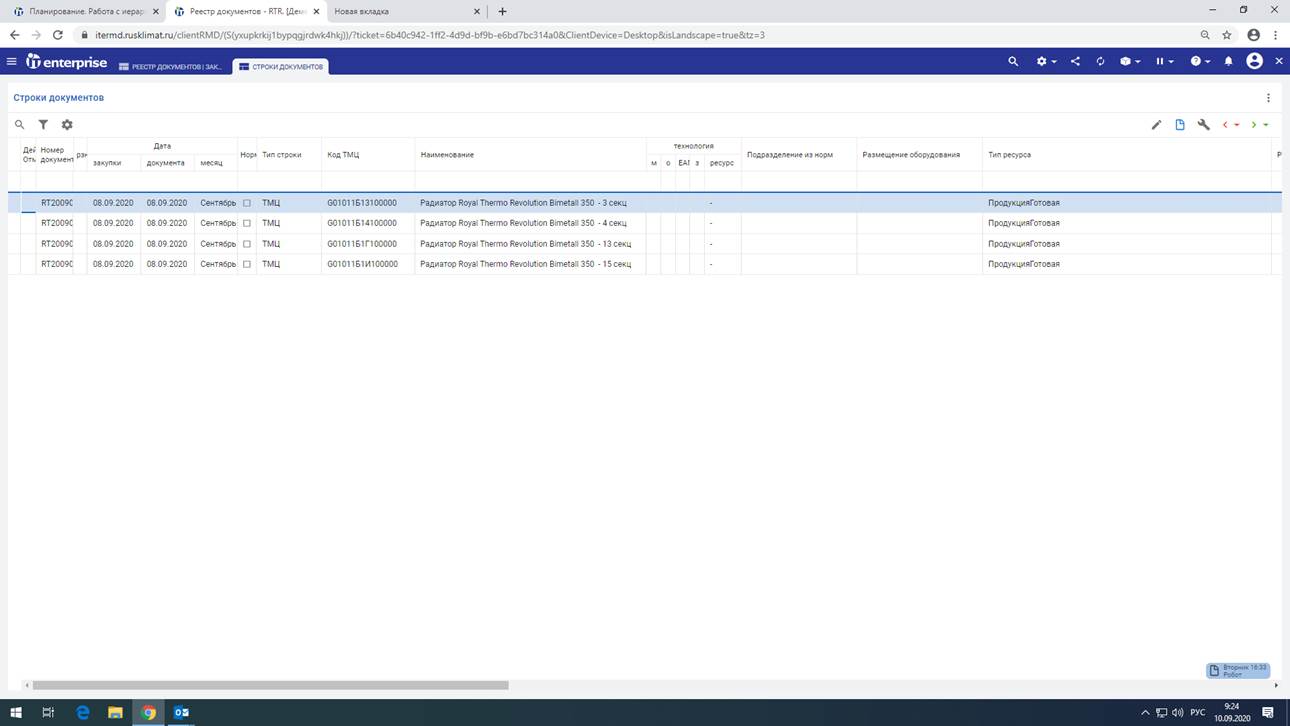 Планирование. Работа с иерар
Реестр документов - RTR. [Дем
Новая вкладка
itermd.rusklimat.ru/clientRMD/(S(yxupkrkij1bypqgjrdwk4hkj))/?ticket=6b40c942-1ff2-4d9d-bf9b-e6bd7bc314a0&ClientDevice=Desktop&isLandscape=true&tz=3
it enterprise
РЕЕСТР ДОКУМЕНТОВ | ЗАК...
СТРОКИ ДОКУМЕНТОВ
Строки документов
Дей Номер Дата технология
Отм документ рзн закупки документа месяц Норм Тип строки Код ТМЦ Наименование м о ЕАМ з ресурс Подразделение из норм Размещение оборудования Тип ресурса
RT20090 08.09.2020 08.09.2020 Сентябрь ТМЦ G01011Б13100000 Радиатор Royal Thermo Revolution Bimetall 350 - 3 секц - ПродукцияГотовая
RT20090 08.09.2020 08.09.2020 Сентябрь ТМЦ G01011Б14100000 Радиатор Royal Thermo Revolution Bimetall 350 - 4 секц - ПродукцияГотовая
RT20090 08.09.2020 08.09.2020 Сентябрь ТМЦ G01011Б1Г100000 Радиатор Royal Thermo Revolution Bimetall 350 - 13 секц - ПродукцияГотовая
RT20090 08.09.2020 08.09.2020 Сентябрь ТМЦ G01011Б1И100000 Радиатор Royal Thermo Revolution Bimetall 350 - 15 секц - ПродукцияГотовая
Вторник 16:33
Робот
РУС
9:24
10.09.2020